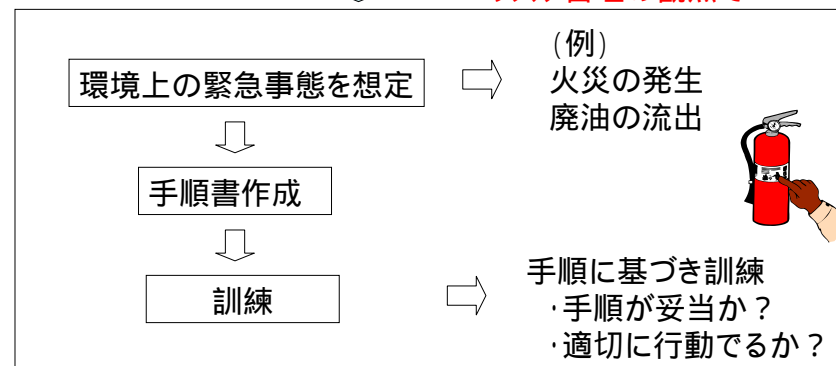 環境上の緊急事態を想定
(例)
火災の発生
廃油の流出
手順書作成
訓練
手順に基づき訓練
・手順が妥当か？
・適切に行動でるか？